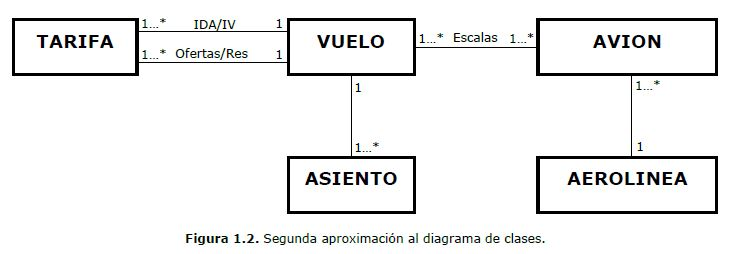 TARIFA
1...*
IDA/IV
1
1...*
Ofertas/Res
1
VUELO
1...*
Escalas
1...*
AVION
1
1...*
1...*
1
ASIENTO
AEROLINEA
Figura 1.2. Segunda aproximación al diagrama de clases.